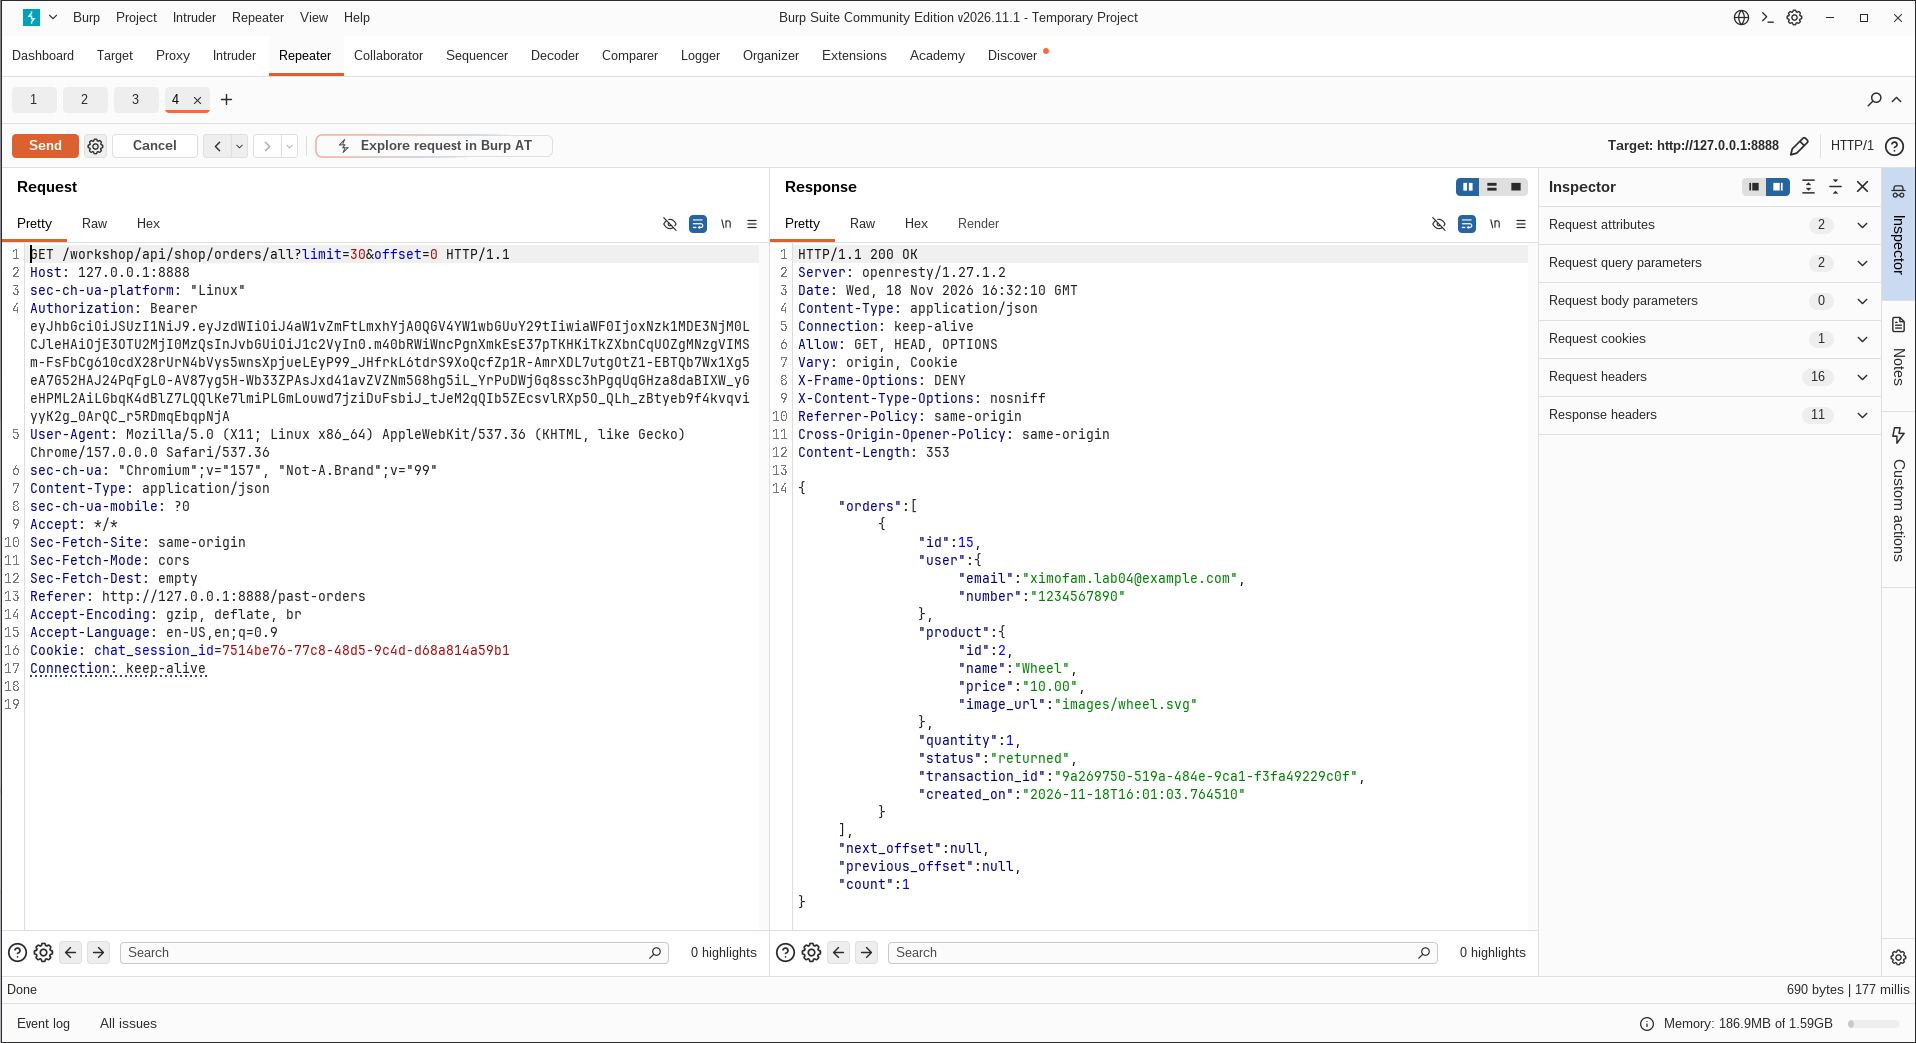 Burp Project Intruder Repeater View Help
Burp Suite Community Edition v2026.11.1 - Temporary Project
Dashboard Target Proxy Intruder Repeater Collaborator Sequencer Decoder Comparer Logger Organizer Extensions Academy Discover
1 2 3 4 × +
Send Cancel < > Explore request in Burp AT
Target: http://127.0.0.1:8888 HTTP/1
Request
Pretty Raw Hex \n
1 GET /workshop/api/shop/orders/all?limit=30&offset=0 HTTP/1.1
2 Host: 127.0.0.1:8888
3 sec-ch-ua-platform: "Linux"
4 Authorization: Bearer
eyJhbGciOiJSUzI1NiJ9.eyJzdWIiOiJ4aW1vZmFtLmxhYjA0QGV4YW1wbGUuY29tIiwiaWF0IjoxNzk1MDE3NjM0L
CJleHAiOjE3OTU2MjI0MzQsInJvbGUiOiJ1c2VyIn0.m40bRWiWncPgnXmkEsE37pTKHKiTkZXbnCqUOZgMNzgVIMS
m-FsFbCg610cdX28rUrN4bVys5wnsXpjueLEyP99_JHfrkL6tdrS9XoQcfZp1R-AmrXDL7utgOtZ1-EBTQb7Wx1Xg5
eA7G52HAJ24PqFgL0-AV87yg5H-Wb33ZPAsJxd41avZVZNm5G8hg5iL_YrPuDWjGq8ssc3hPgqUqGHza8daBIXW_yG
eHPML2AiLGbqK4dBlZ7LQQlKe7lmiPLGmLouwd7jziDuFsbiJ_tJeM2qQIb5ZEcsvlRXp5O_QLh_zBtyeb9f4kvqvi
yyK2g_0ArQC_r5RDmqEbqpNjA
5 User-Agent: Mozilla/5.0 (X11; Linux x86_64) AppleWebKit/537.36 (KHTML, like Gecko)
Chrome/157.0.0.0 Safari/537.36
6 sec-ch-ua: "Chromium";v="157", "Not-A.Brand";v="99"
7 Content-Type: application/json
8 sec-ch-ua-mobile: ?0
9 Accept: */*
10 Sec-Fetch-Site: same-origin
11 Sec-Fetch-Mode: cors
12 Sec-Fetch-Dest: empty
13 Referer: http://127.0.0.1:8888/past-orders
14 Accept-Encoding: gzip, deflate, br
15 Accept-Language: en-US,en;q=0.9
16 Cookie: chat_session_id=7514be76-77c8-48d5-9c4d-d68a814a59b1
17 Connection: keep-alive
18
19
Search 0 highlights
Response
Pretty Raw Hex Render \n
1 HTTP/1.1 200 OK
2 Server: openresty/1.27.1.2
3 Date: Wed, 18 Nov 2026 16:32:10 GMT
4 Content-Type: application/json
5 Connection: keep-alive
6 Allow: GET, HEAD, OPTIONS
7 Vary: origin, Cookie
8 X-Frame-Options: DENY
9 X-Content-Type-Options: nosniff
10 Referrer-Policy: same-origin
11 Cross-Origin-Opener-Policy: same-origin
12 Content-Length: 353
13
14 {
"orders":[
{
"id":15,
"user":{
"email":"ximofam.lab04@example.com",
"number":"1234567890"
},
"product":{
"id":2,
"name":"Wheel",
"price":"10.00",
"image_url":"images/wheel.svg"
},
"quantity":1,
"status":"returned",
"transaction_id":"9a269750-519a-484e-9ca1-f3fa49229c0f",
"created_on":"2026-11-18T16:01:03.764510"
}
],
"next_offset":null,
"previous_offset":null,
"count":1
}
Search 0 highlights
Inspector
Request attributes 2
Request query parameters 2
Request body parameters 0
Request cookies 1
Request headers 16
Response headers 11
Inspector
Notes
Custom actions
Done
690 bytes | 177 millis
Event log All issues
Memory: 186.9MB of 1.59GB